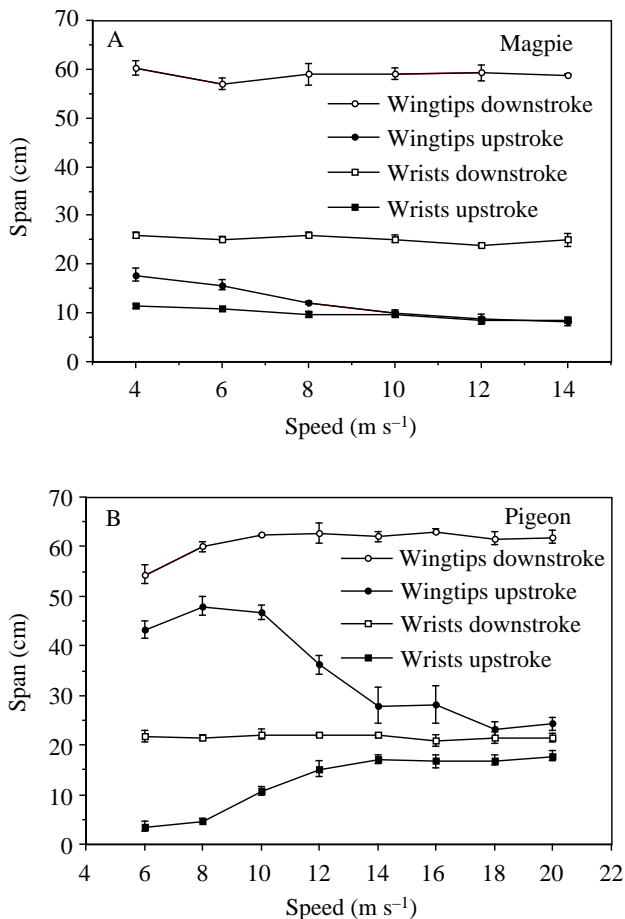 A
Magpie
70
60
50
40
30
20
10
0
Span (cm)
Wingtips downstroke
Wingtips upstroke
Wrists downstroke
Wrists upstroke
4 6 8 10 12 14
Speed (m s–1)
B
Pigeon
70
60
50
40
30
20
10
0
Span (cm)
Wingtips downstroke
Wingtips upstroke
Wrists downstroke
Wrists upstroke
4 6 8 10 12 14 16 18 20 22
Speed (m s–1)